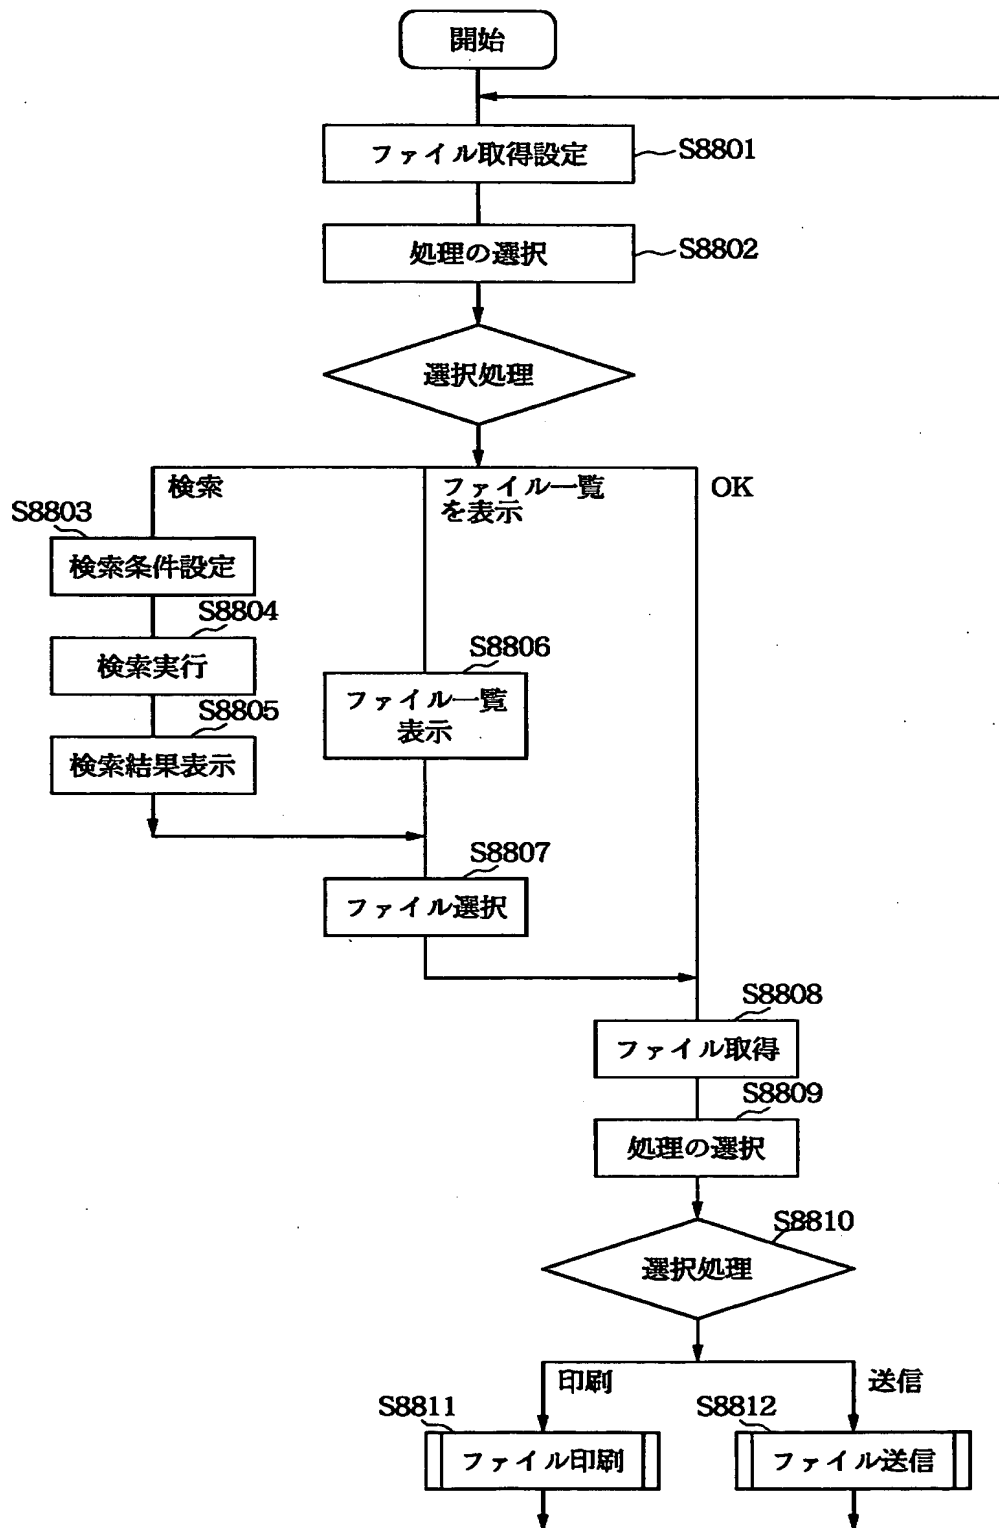 開始
ファイル取得設定
S8801
処理の選択
S8802
選択処理
検索
ファイル一覧
を表示
OK
S8803
検索条件設定
S8804
検索実行
S8805
検索結果表示
S8806
ファイル一覧
表示
S8807
ファイル選択
S8808
ファイル取得
S8809
処理の選択
S8810
選択処理
印刷
送信
S8811
ファイル印刷
S8812
ファイル送信